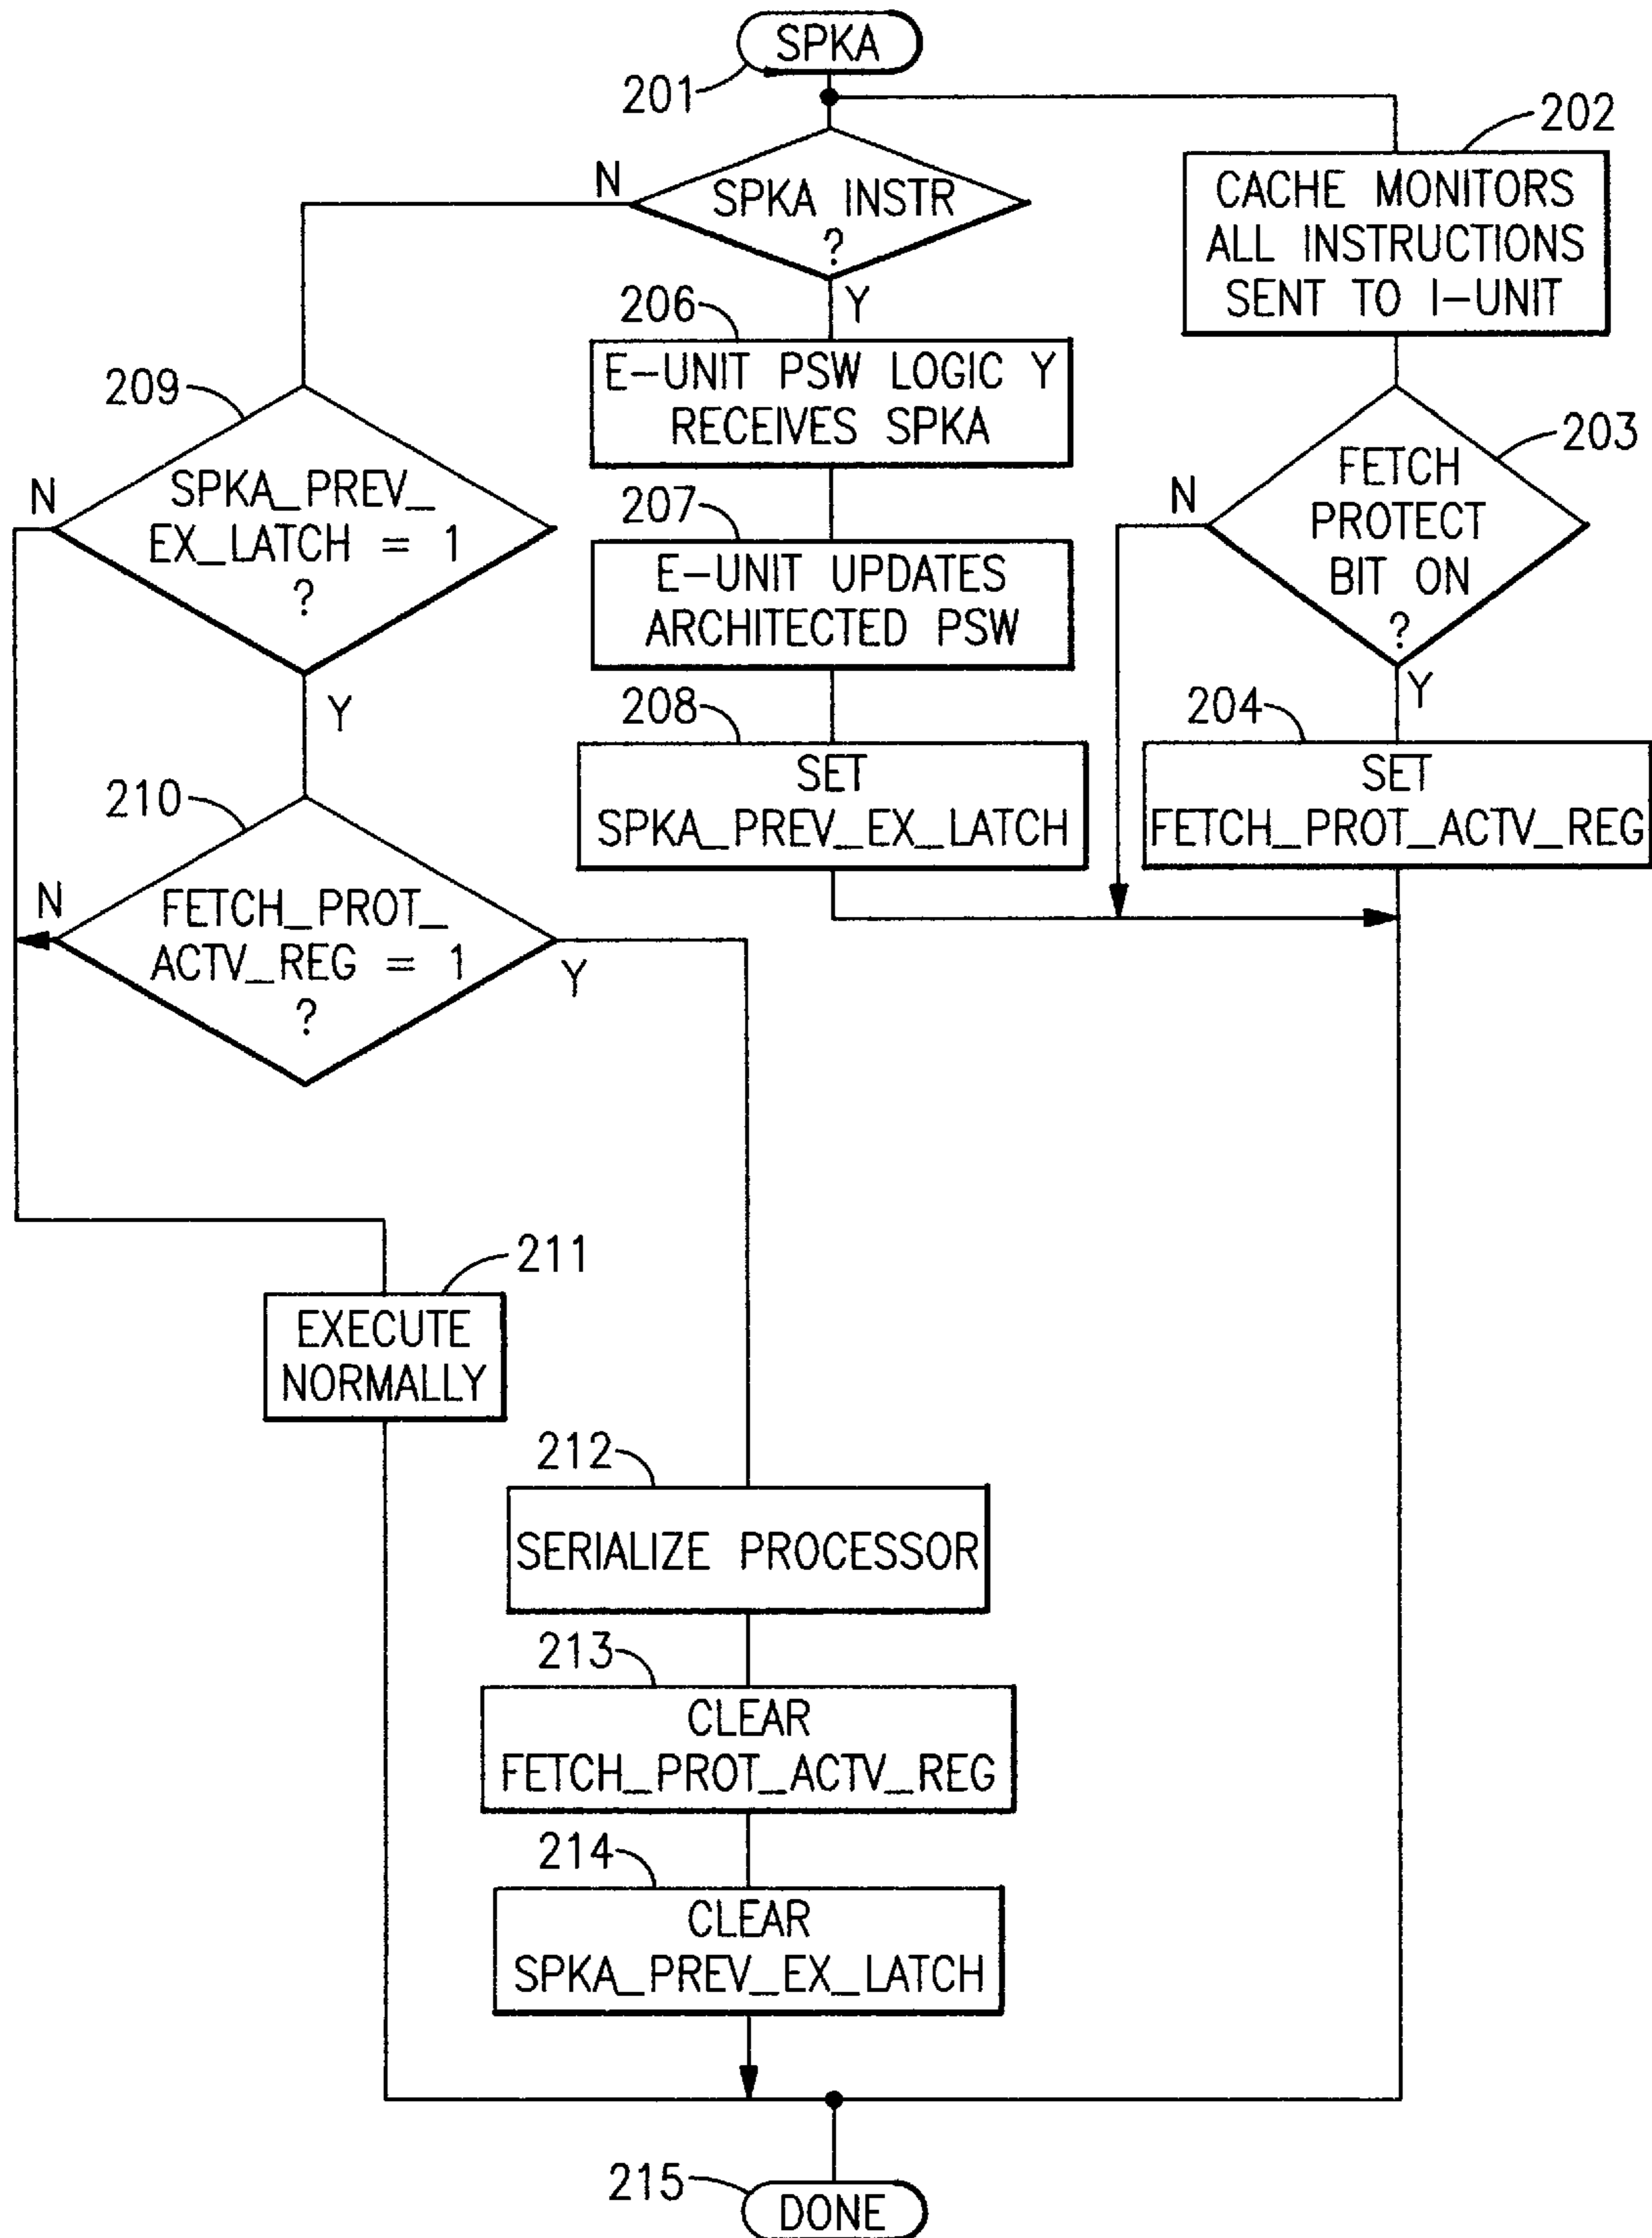 SPKA
201
202
CACHE MONITORS
ALL INSTRUCTIONS
SENT TO I-UNIT
N
SPKA INSTR
?
Y
206
E-UNIT PSW LOGIC Y
RECEIVES SPKA
209
SPKA_PREV_
EX_LATCH = 1
?
N
Y
207
E-UNIT UPDATES
ARCHITECTED PSW
203
FETCH
PROTECT
BIT ON
?
N
Y
208
SET
SPKA_PREV_EX_LATCH
204
SET
FETCH_PROT_ACTV_REG
210
N
FETCH_PROT_
ACTV_REG = 1
?
Y
211
EXECUTE
NORMALLY
212
SERIALIZE PROCESSOR
213
CLEAR
FETCH_PROT_ACTV_REG
214
CLEAR
SPKA_PREV_EX_LATCH
215
DONE